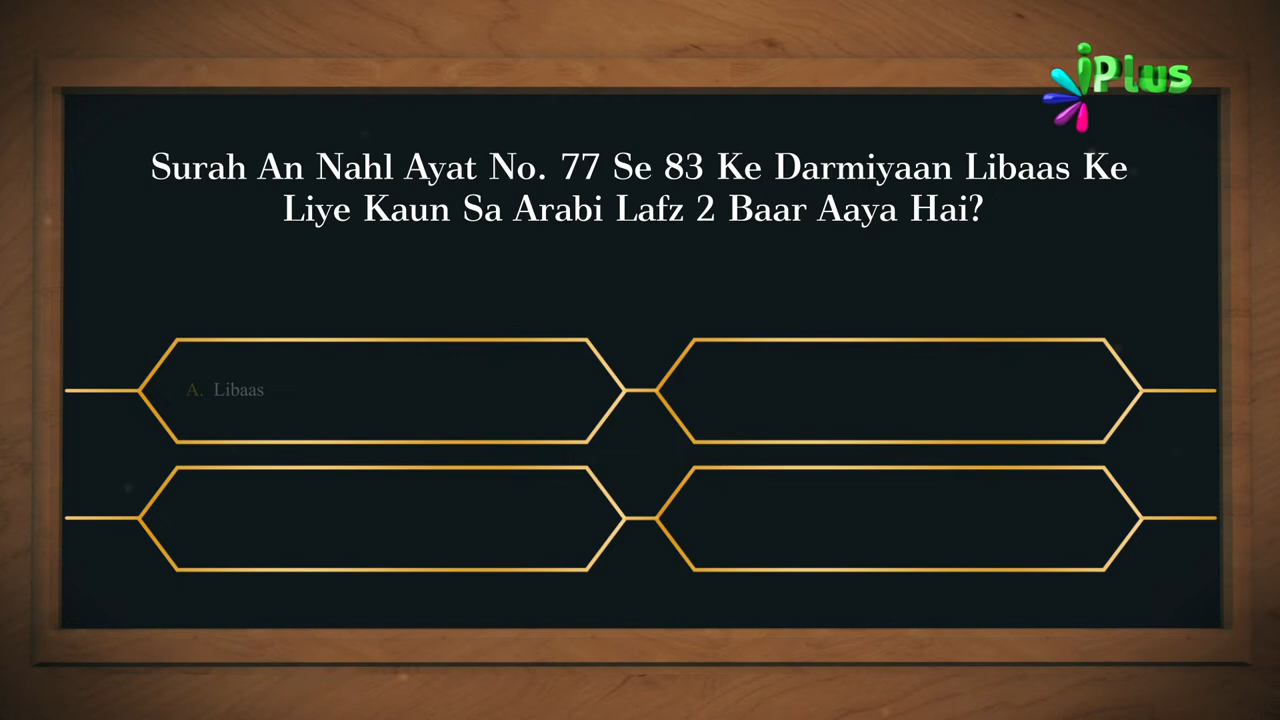 iPlus
Surah An Nahl Ayat No. 77 Se 83 Ke Darmiyaan Libaas Ke
Liye Kaun Sa Arabi Lafz 2 Baar Aaya Hai?
A. Libaas